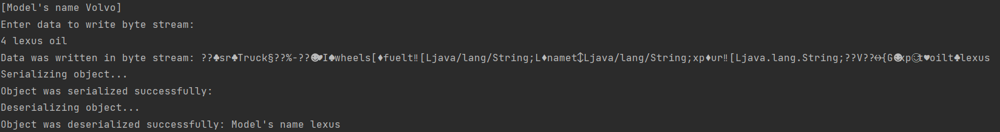 [Model's name Volvo]
Enter data to write byte stream:
4 lexus oil
Data was written in byte stream: ??♣sr♣Truck§??%-??☻♥I♠wheels[♦fuelt‼[Ljava/lang/String;L♦namet↕Ljava/lang/String;xp♦ur‼[Ljava.lang.String;??V??↔{G☻xp☺t♥oilt♣lexus
Serializing object...
Object was serialized successfully:
Deserializing object...
Object was deserialized successfully: Model's name lexus